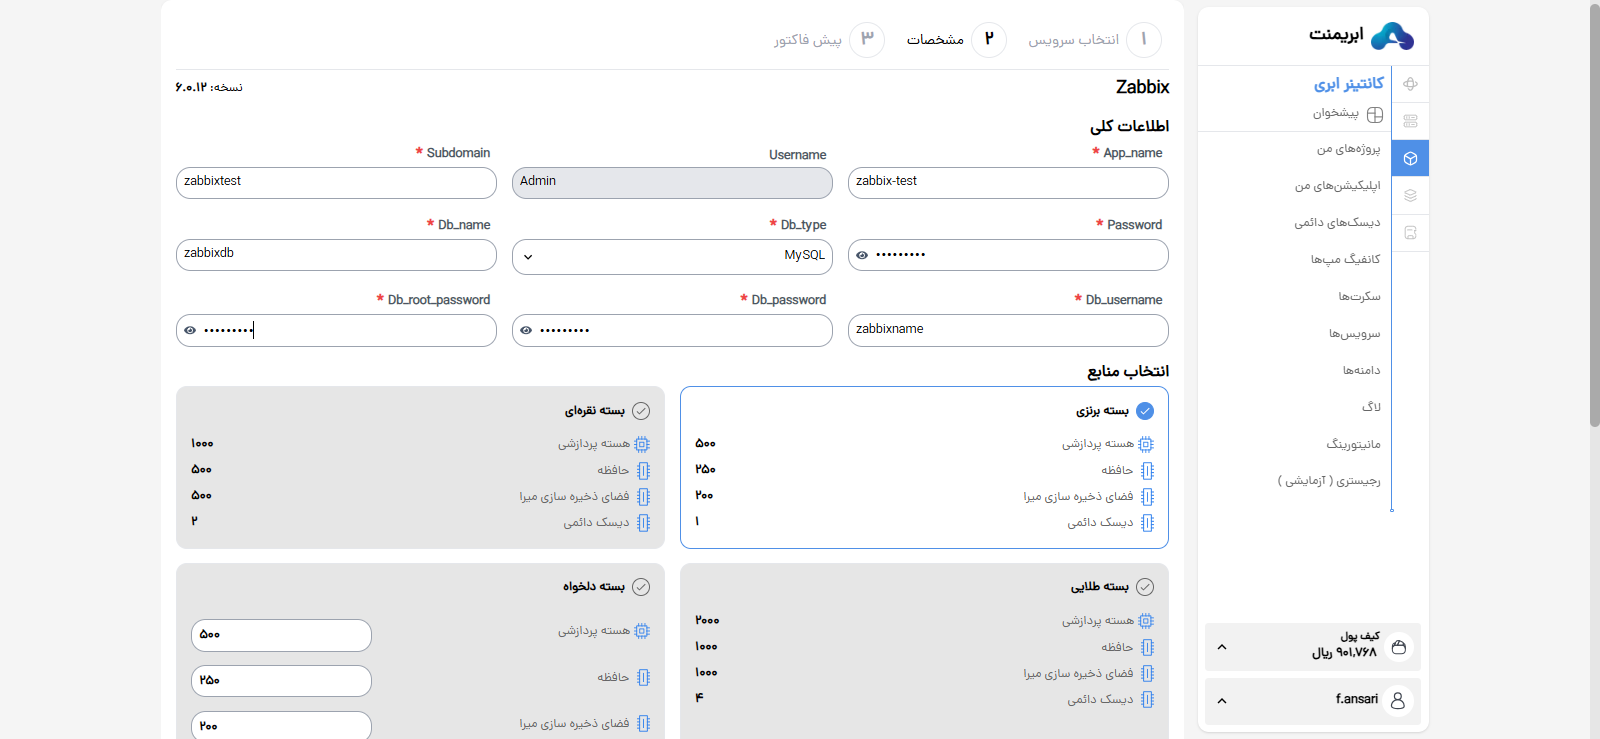 ابریمنت
کانتینر ابری
پیشخوان
پروژه‌های من
اپلیکیشن‌های من
دیسک‌های دائمی
کانفیگ مپ‌ها
سکرت‌ها
سرویس‌ها
دامنه‌ها
لاگ
مانیتورینگ
رجیستری ( آزمایشی )
کیف پول
۹۰۱,۷۶۸ ریال
f.ansari
۱ انتخاب سرویس ۲ مشخصات ۳ پیش فاکتور
Zabbix
نسخه: ۶.۰.۱۲
اطلاعات کلی
* App_name
zabbix-test
Username
Admin
* Subdomain
zabbixtest
* Password
•••••••••
* Db_type
MySQL
* Db_name
zabbixdb
* Db_username
zabbixname
* Db_password
•••••••••
* Db_root_password
•••••••••
انتخاب منابع
بسته برنزی
هسته پردازشی ۵۰۰
حافظه ۲۵۰
فضای ذخیره سازی میرا ۲۰۰
دیسک دائمی ۱
بسته نقره‌ای
هسته پردازشی ۱۰۰۰
حافظه ۵۰۰
فضای ذخیره سازی میرا ۵۰۰
دیسک دائمی ۲
بسته طلایی
هسته پردازشی ۲۰۰۰
حافظه ۱۰۰۰
فضای ذخیره سازی میرا ۱۰۰۰
دیسک دائمی ۴
بسته دلخواه
هسته پردازشی ۵۰۰
حافظه ۲۵۰
فضای ذخیره سازی میرا ۲۰۰